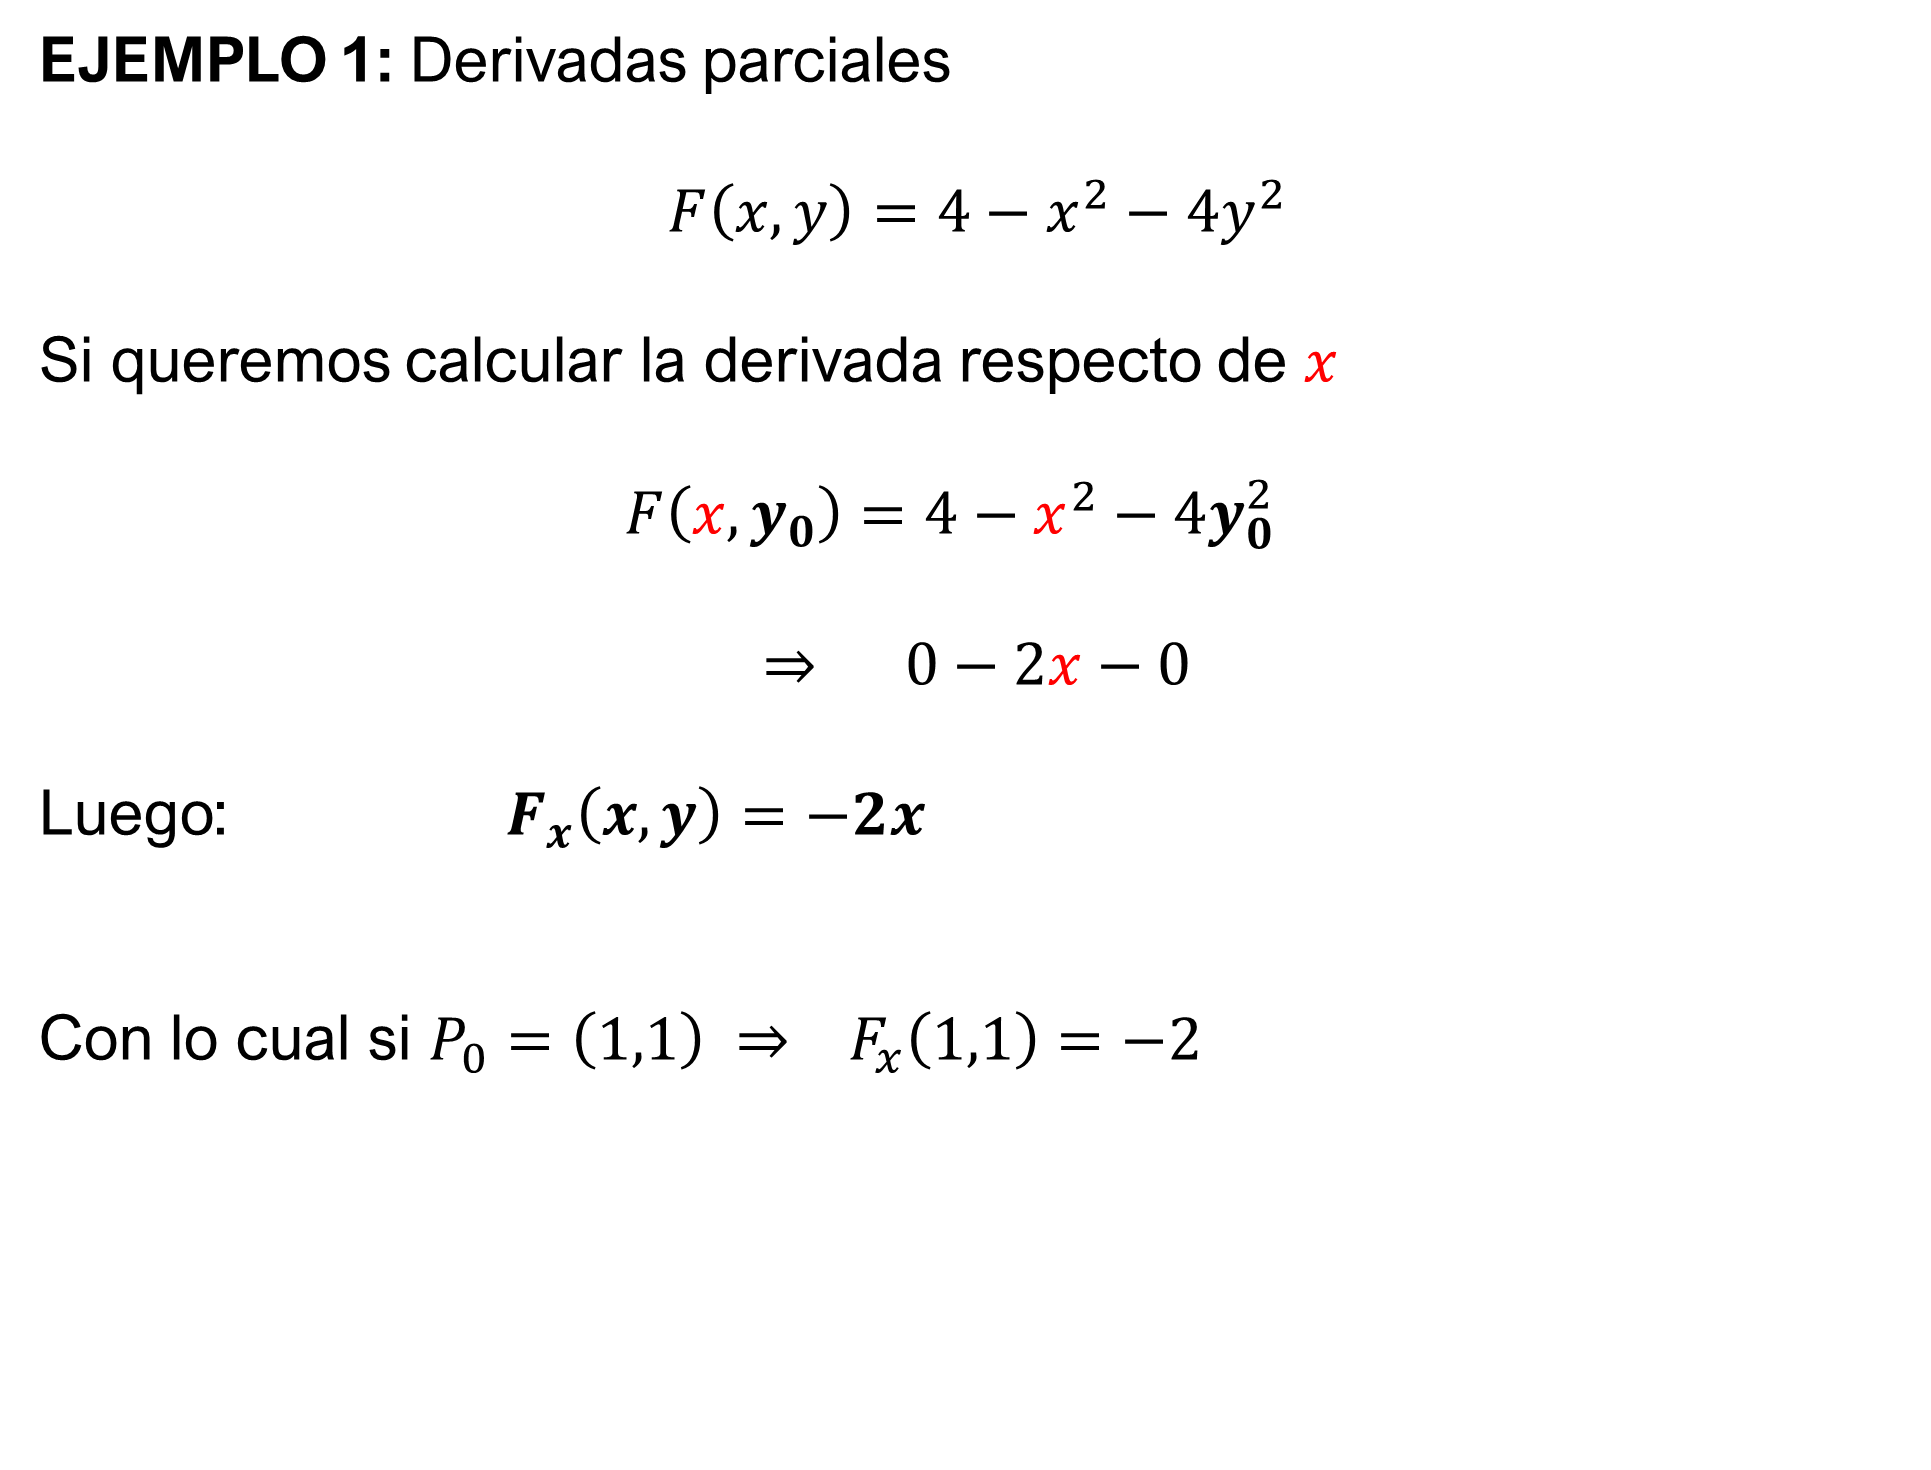 EJEMPLO 1: Derivadas parciales
F(x, y) = 4 − x² − 4y²
Si queremos calcular la derivada respecto de x
F(x, y₀) = 4 − x² − 4y₀²
⇒ 0 − 2x − 0
Luego: Fₓ(x, y) = −2x
Con lo cual si P₀ = (1,1) ⇒ Fₓ(1,1) = −2